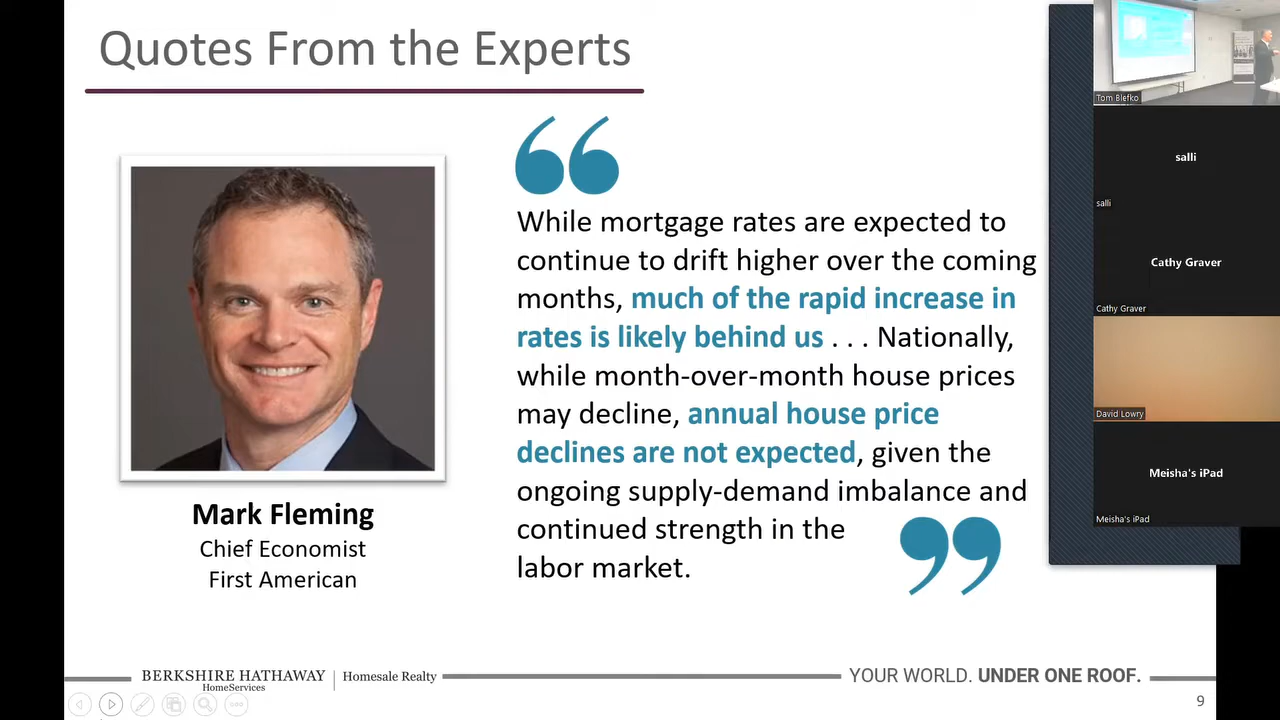 Quotes From the Experts
While mortgage rates are expected to
continue to drift higher over the coming
months, much of the rapid increase in
rates is likely behind us . . . Nationally,
while month-over-month house prices
may decline, annual house price
declines are not expected, given the
ongoing supply-demand imbalance and
continued strength in the
labor market.
Mark Fleming
Chief Economist
First American
BERKSHIRE HATHAWAY
HomeServices
Homesale Realty
YOUR WORLD. UNDER ONE ROOF.
9
Tom Blefko
salli
salli
Cathy Graver
Cathy Graver
David Lowry
Meisha's iPad
Meisha's iPad